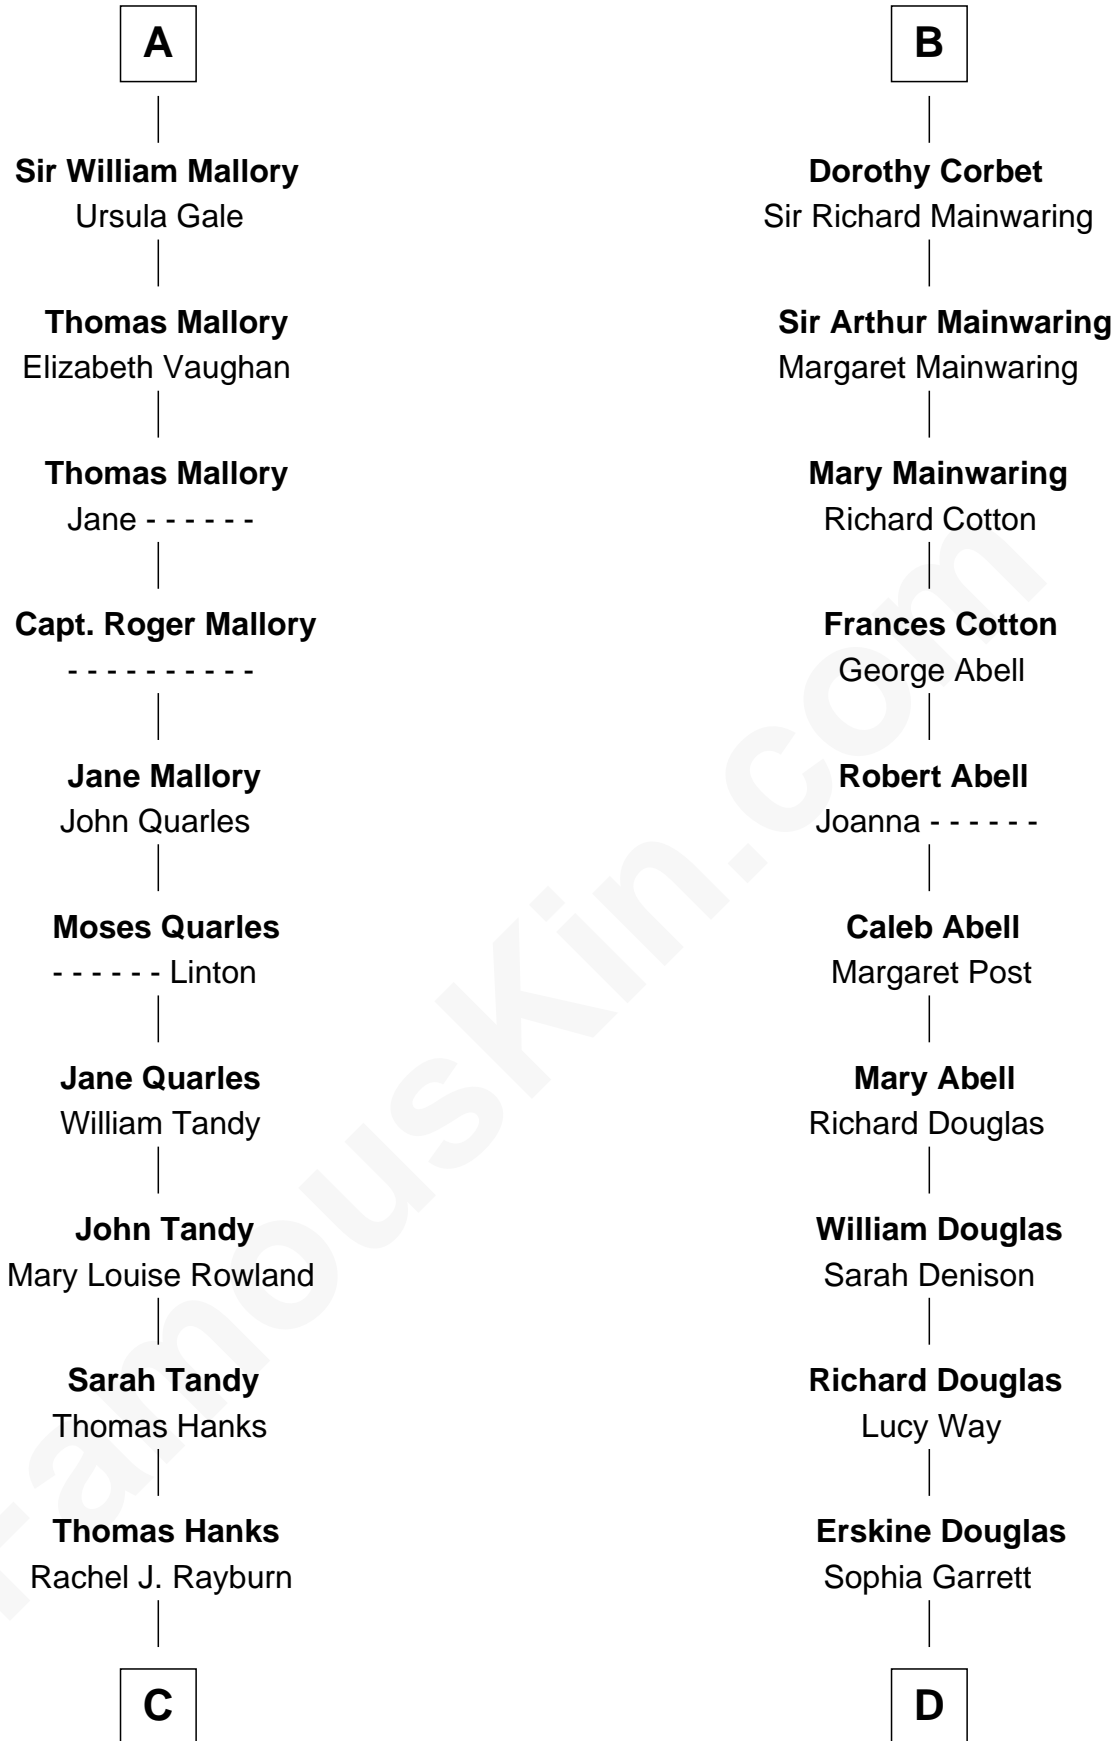 A
Sir William Mallory
Ursula Gale
Thomas Mallory
Elizabeth Vaughan
Thomas Mallory
Jane - - - - - -
Capt. Roger Mallory
- - - - - - - - - -
Jane Mallory
John Quarles
Moses Quarles
- - - - - - Linton
Jane Quarles
William Tandy
John Tandy
Mary Louise Rowland
Sarah Tandy
Thomas Hanks
Thomas Hanks
Rachel J. Rayburn
C
B
Dorothy Corbet
Sir Richard Mainwaring
Sir Arthur Mainwaring
Margaret Mainwaring
Mary Mainwaring
Richard Cotton
Frances Cotton
George Abell
Robert Abell
Joanna - - - - - -
Caleb Abell
Margaret Post
Mary Abell
Richard Douglas
William Douglas
Sarah Denison
Richard Douglas
Lucy Way
Erskine Douglas
Sophia Garrett
D
FamousKin.com